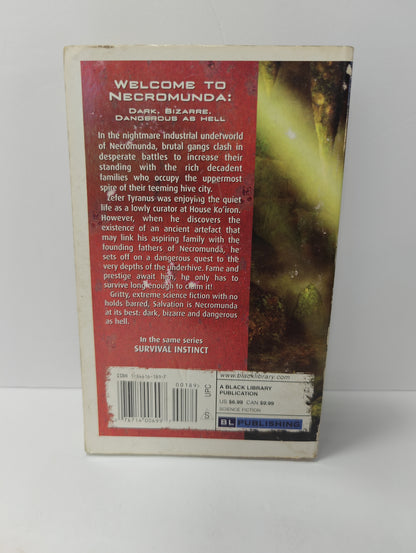 WELCOME TO
NECROMUNDA:
DARK, BIZARRE,
DANGEROUS AS HELL
In the nightmare industrial underworld
of Necromunda, brutal gangs clash in
desperate battles to increase their
standing with the rich decadent
families who occupy the uppermost
spire of their teeming hive city.
Zefer Tyranus was enjoying the quiet
life as a lowly curator at House Ko'iron.
However, when he discovers the
existence of an ancient artefact that
may link his aspiring family with the
founding fathers of Necromunda, he
sets off on a dangerous quest to the
very depths of the underhive. Fame and
prestige await him, he only has to
survive long enough to claim it!
Gritty, extreme science fiction with no
holds barred, Salvation is Necromunda
at its best: dark, bizarre and dangerous
as hell.
In the same series
SURVIVAL INSTINCT
ISBN 1-84416-189-7
00189
UPC
S
www.blacklibrary.com
A BLACK LIBRARY
PUBLICATION
US $6.99 CAN $9.99
SCIENCE FICTION
BL PUBLISHING